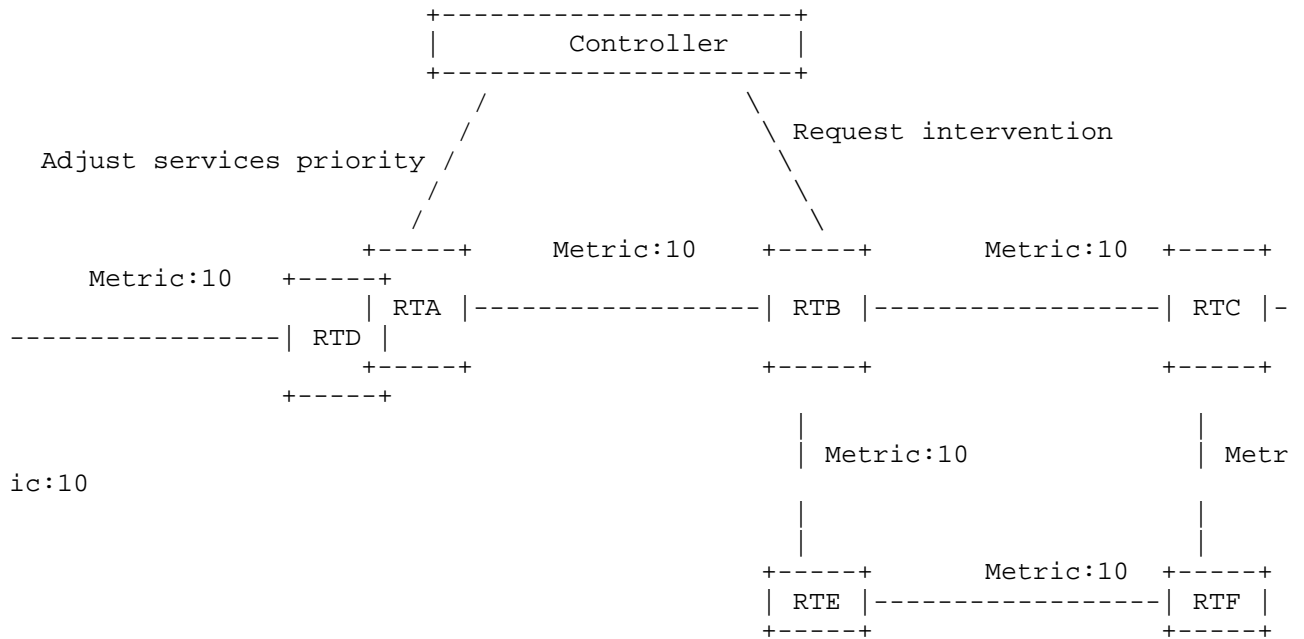 Controller
Request intervention
Adjust services priority
Metric:10 Metric:10
Metric:10
RTA RTB RTC
RTD
Metric:10 Metr
ic:10
Metric:10
RTE RTF